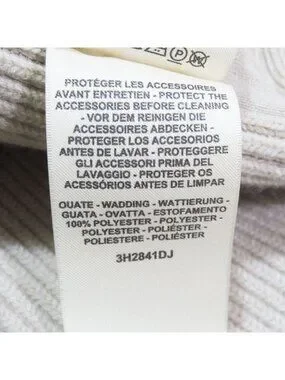 P
PROTÉGER LES ACCESSOIRES
AVANT ENTRETIEN - PROTECT THE
ACCESSORIES BEFORE CLEANING
- VOR DEM REINIGEN DIE
ACCESSOIRES ABDECKEN -
PROTEGER LOS ACCESORIOS
ANTES DE LAVAR - PROTEGGERE
GLI ACCESSORI PRIMA DEL
LAVAGGIO - PROTEGER OS
ACESSÓRIOS ANTES DE LIMPAR
OUATE - WADDING - WATTIERUNG -
GUATA - OVATTA - ESTOFAMENTO
100% POLYESTER - POLYESTER -
POLYESTER - POLIÉSTER -
POLIESTERE - POLIÉSTER
3H2841DJ